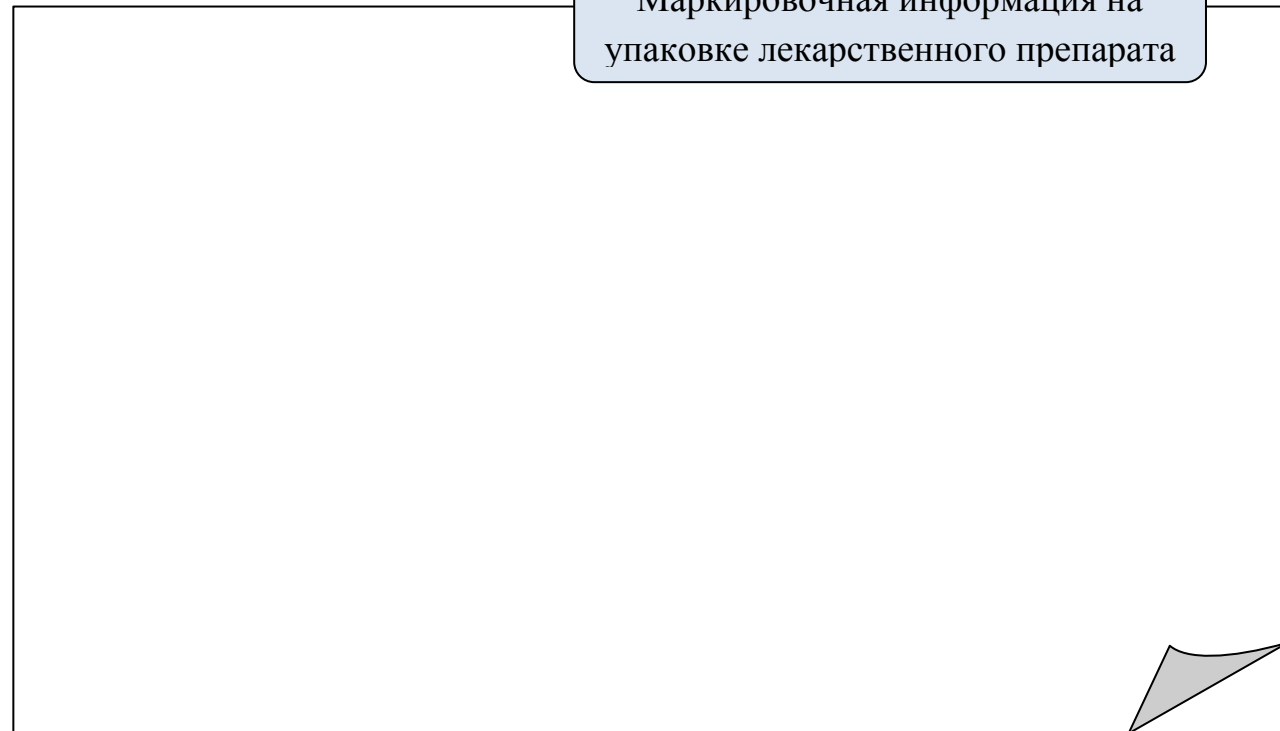 Маркировочная информация на
упаковке лекарственного препарата